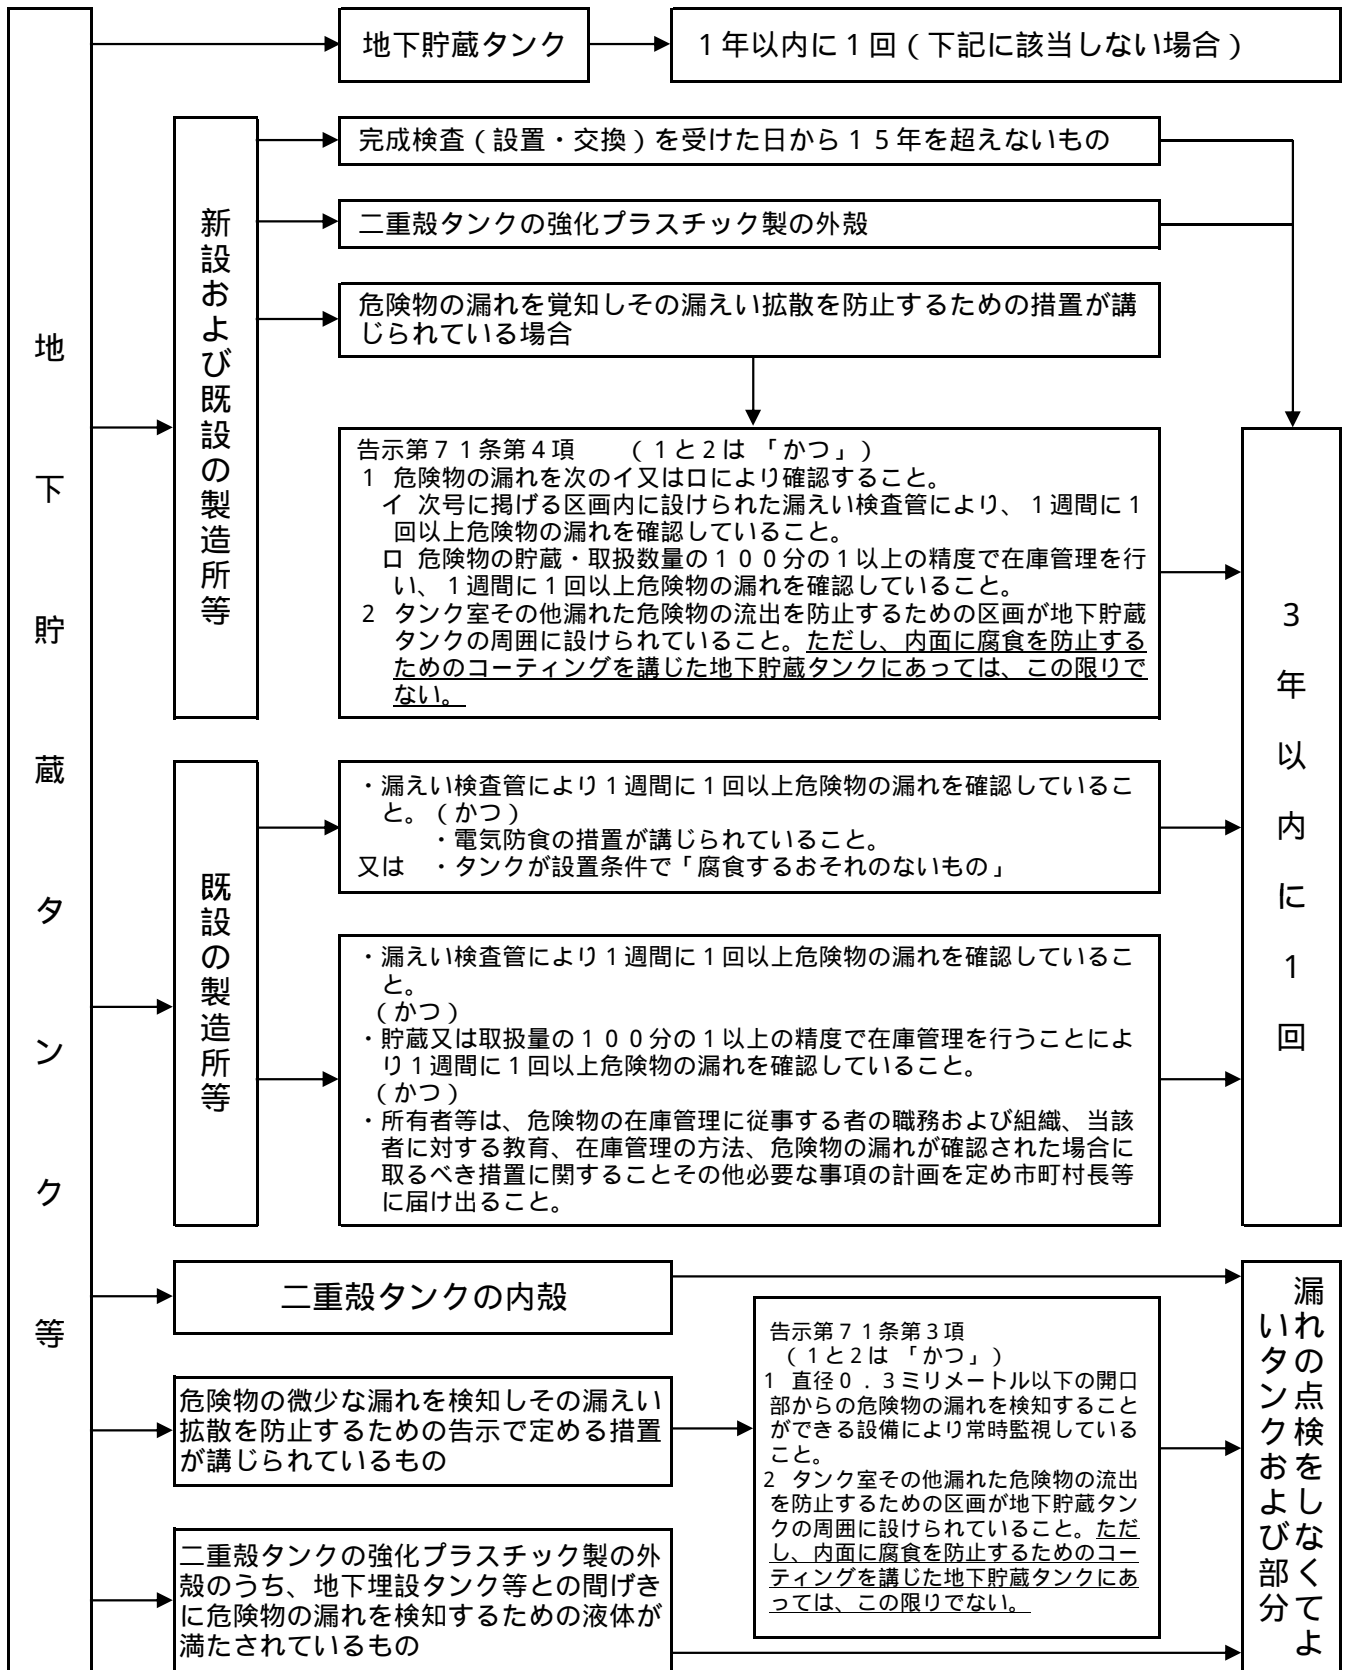 地下貯蔵タンク等
地下貯蔵タンク
１年以内に１回（下記に該当しない場合）
新設および既設の製造所等
完成検査（設置・交換）を受けた日から１５年を超えないもの
二重殻タンクの強化プラスチック製の外殻
危険物の漏れを覚知しその漏えい拡散を防止するための措置が講
じられている場合
告示第７１条第４項　（１と２は「かつ」）
１ 危険物の漏れを次のイ又はロにより確認すること。
イ 次号に掲げる区画内に設けられた漏えい検査管により、１週間に１
回以上危険物の漏れを確認していること。
ロ 危険物の貯蔵・取扱数量の１００分の１以上の精度で在庫管理を行
い、１週間に１回以上危険物の漏れを確認していること。
２ タンク室その他漏れた危険物の流出を防止するための区画が地下貯蔵
タンクの周囲に設けられていること。ただし、内面に腐食を防止する
ためのコーティングを講じた地下貯蔵タンクにあっては、この限りで
ない。
既設の製造所等
・漏えい検査管により１週間に１回以上危険物の漏れを確認しているこ
と。（かつ）
・電気防食の措置が講じられていること。
又は　・タンクが設置条件で「腐食するおそれのないもの」
・漏えい検査管により１週間に１回以上危険物の漏れを確認しているこ
と。
（かつ）
・貯蔵又は取扱量の１００分の１以上の精度で在庫管理を行うことによ
り１週間に１回以上危険物の漏れを確認していること。
（かつ）
・所有者等は、危険物の在庫管理に従事する者の職務および組織、当該
者に対する教育、在庫管理の方法、危険物の漏れが確認された場合に
取るべき措置に関することその他必要な事項の計画を定め市町村長等
に届け出ること。
３年以内に１回
二重殻タンクの内殻
危険物の微少な漏れを検知しその漏えい
拡散を防止するための告示で定める措置
が講じられているもの
告示第７１条第３項
（１と２は「かつ」）
１ 直径０．３ミリメートル以下の開口
部からの危険物の漏れを検知すること
ができる設備により常時監視している
こと。
２ タンク室その他漏れた危険物の流出
を防止するための区画が地下貯蔵タン
クの周囲に設けられていること。ただ
し、内面に腐食を防止するためのコー
ティングを講じた地下貯蔵タンクにあ
っては、この限りでない。
二重殻タンクの強化プラスチック製の外
殻のうち、地下埋設タンク等との間げき
に危険物の漏れを検知するための液体が
満たされているもの
漏れの点検をしなくてよ
いタンクおよび部分